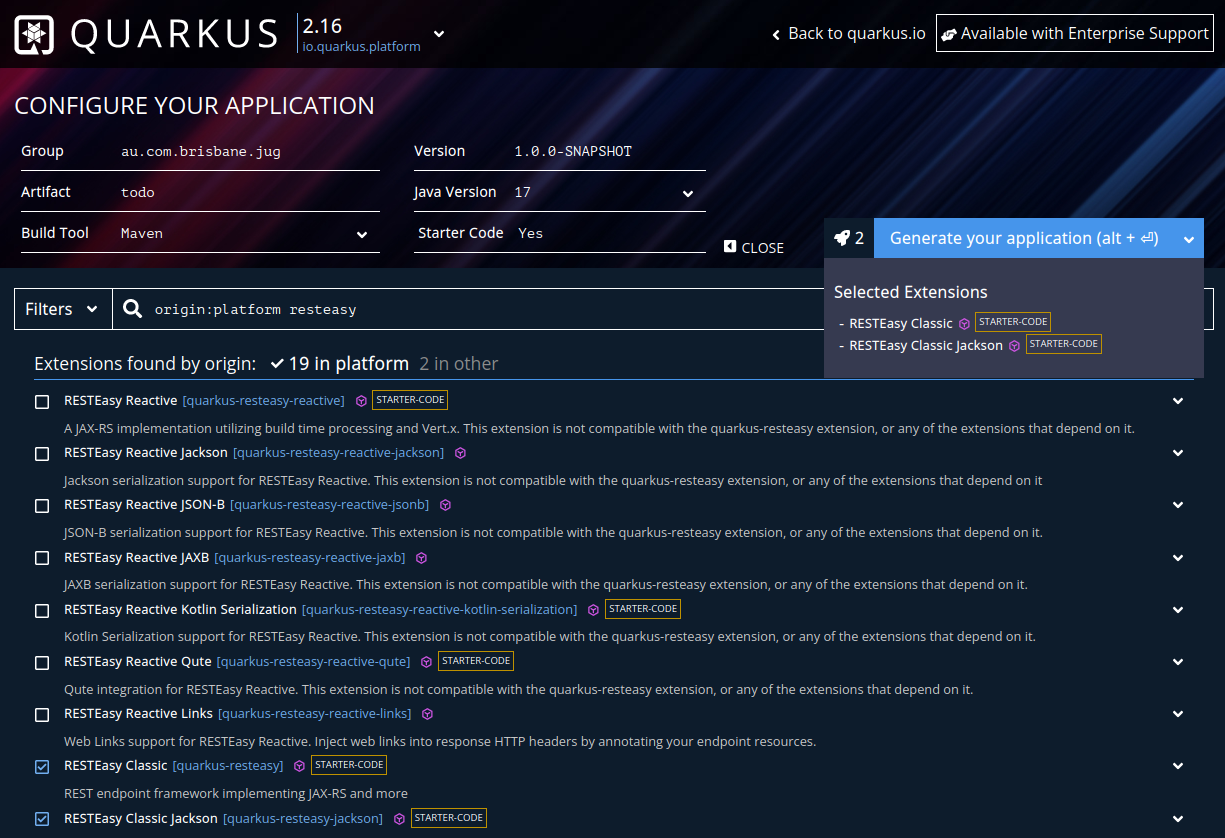 QUARKUS 2.16 io.quarkus.platform Back to quarkus.io Available with Enterprise Support
CONFIGURE YOUR APPLICATION
Group au.com.brisbane.jug Version 1.0.0-SNAPSHOT
Artifact todo Java Version 17
Build Tool Maven Starter Code Yes
CLOSE 2 Generate your application (alt + ⏎)
Selected Extensions
- RESTEasy Classic STARTER-CODE
- RESTEasy Classic Jackson STARTER-CODE
Filters origin:platform resteasy
Extensions found by origin: 19 in platform 2 in other
RESTEasy Reactive [quarkus-resteasy-reactive] STARTER-CODE
A JAX-RS implementation utilizing build time processing and Vert.x. This extension is not compatible with the quarkus-resteasy extension, or any of the extensions that depend on it.
RESTEasy Reactive Jackson [quarkus-resteasy-reactive-jackson]
Jackson serialization support for RESTEasy Reactive. This extension is not compatible with the quarkus-resteasy extension, or any of the extensions that depend on it
RESTEasy Reactive JSON-B [quarkus-resteasy-reactive-jsonb]
JSON-B serialization support for RESTEasy Reactive. This extension is not compatible with the quarkus-resteasy extension, or any of the extensions that depend on it.
RESTEasy Reactive JAXB [quarkus-resteasy-reactive-jaxb]
JAXB serialization support for RESTEasy Reactive. This extension is not compatible with the quarkus-resteasy extension, or any of the extensions that depend on it.
RESTEasy Reactive Kotlin Serialization [quarkus-resteasy-reactive-kotlin-serialization] STARTER-CODE
Kotlin Serialization support for RESTEasy Reactive. This extension is not compatible with the quarkus-resteasy extension, or any of the extensions that depend on it.
RESTEasy Reactive Qute [quarkus-resteasy-reactive-qute] STARTER-CODE
Qute integration for RESTEasy Reactive. This extension is not compatible with the quarkus-resteasy extension, or any of the extensions that depend on it.
RESTEasy Reactive Links [quarkus-resteasy-reactive-links]
Web Links support for RESTEasy Reactive. Inject web links into response HTTP headers by annotating your endpoint resources.
RESTEasy Classic [quarkus-resteasy] STARTER-CODE
REST endpoint framework implementing JAX-RS and more
RESTEasy Classic Jackson [quarkus-resteasy-jackson] STARTER-CODE